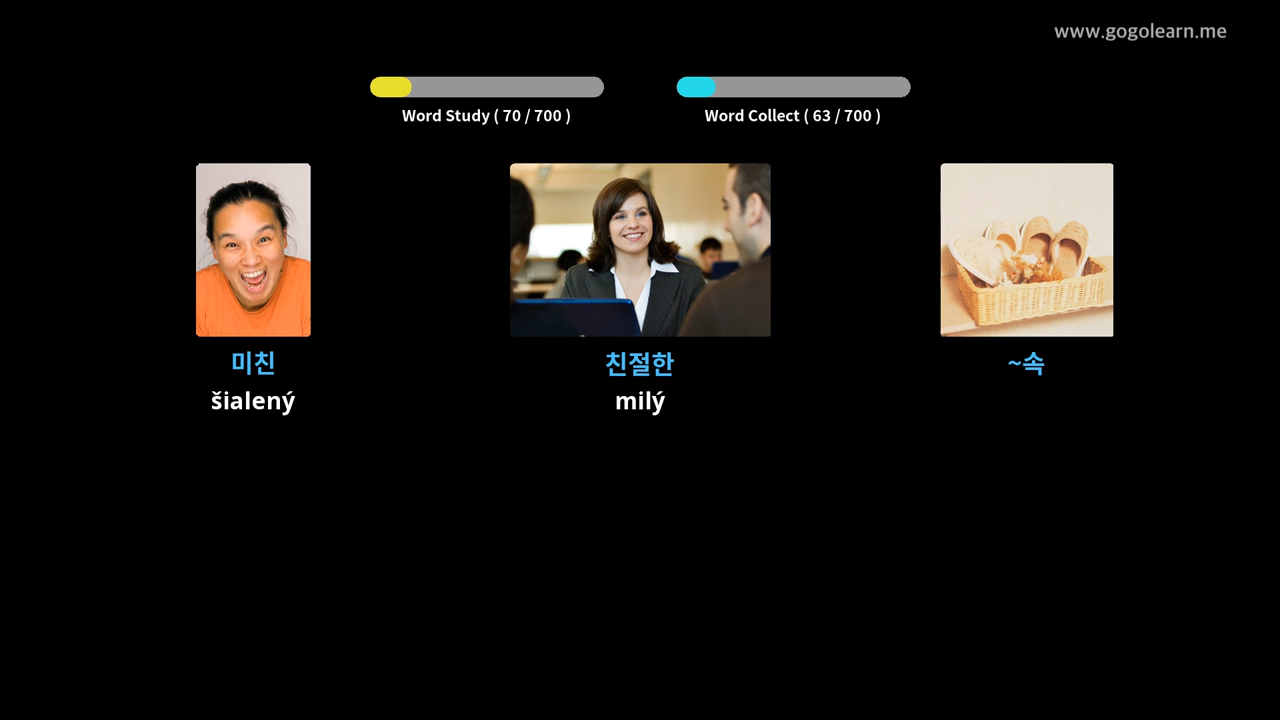 www.gogolearn.me
Word Study ( 70 / 700 )
Word Collect ( 63 / 700 )
미친
šialený
친절한
milý
~속